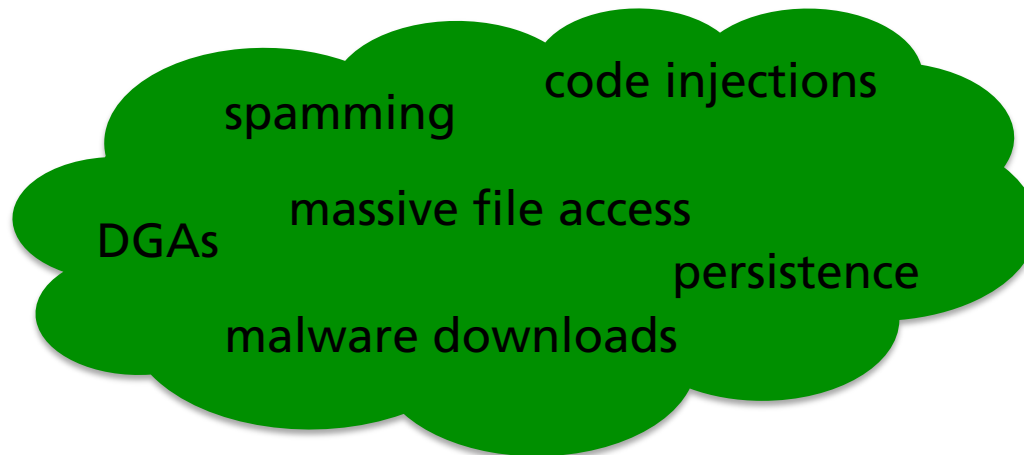 code injections
spamming
massive file access
DGAs
persistence
malware downloads